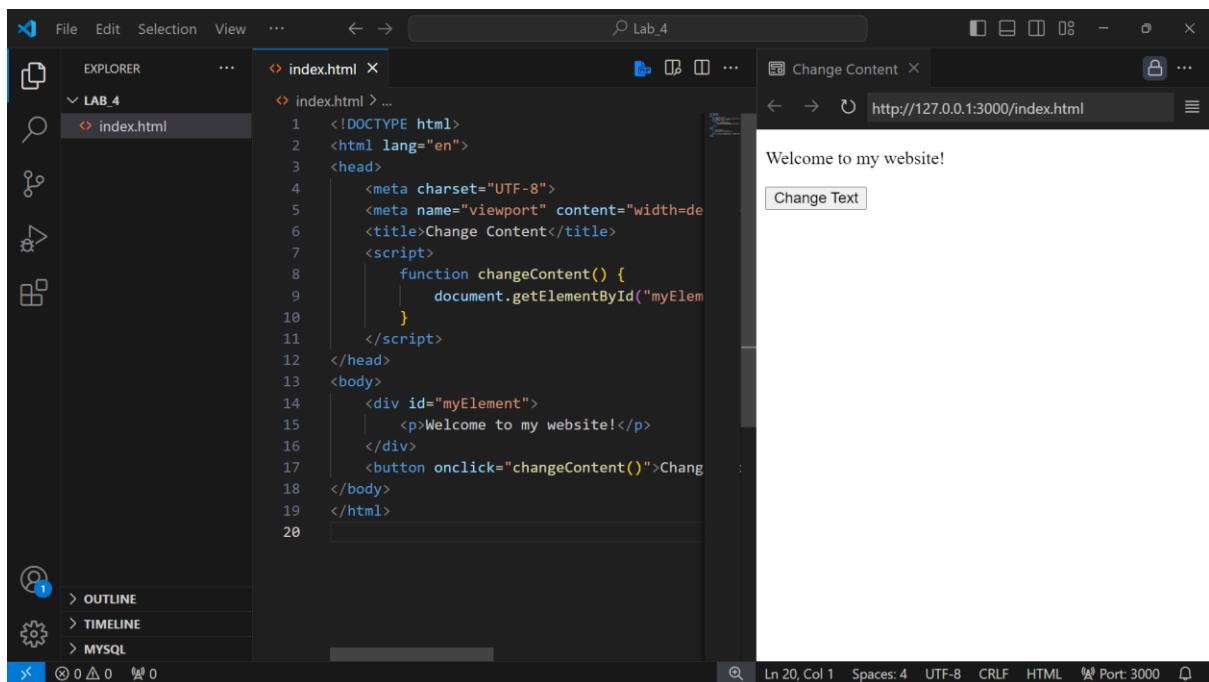 File Edit Selection View ... Lab_4
EXPLORER ...
LAB_4
index.html
index.html
index.html > ...
1 <!DOCTYPE html>
2 <html lang="en">
3 <head>
4 <meta charset="UTF-8">
5 <meta name="viewport" content="width=de
6 <title>Change Content</title>
7 <script>
8 function changeContent() {
9 document.getElementById("myElem
10 }
11 </script>
12 </head>
13 <body>
14 <div id="myElement">
15 <p>Welcome to my website!</p>
16 </div>
17 <button onclick="changeContent()">Chang
18 </body>
19 </html>
20
Change Content
http://127.0.0.1:3000/index.html
Welcome to my website!
Change Text
1
OUTLINE
TIMELINE
MYSQL
0 0 0 Ln 20, Col 1 Spaces: 4 UTF-8 CRLF HTML Port: 3000